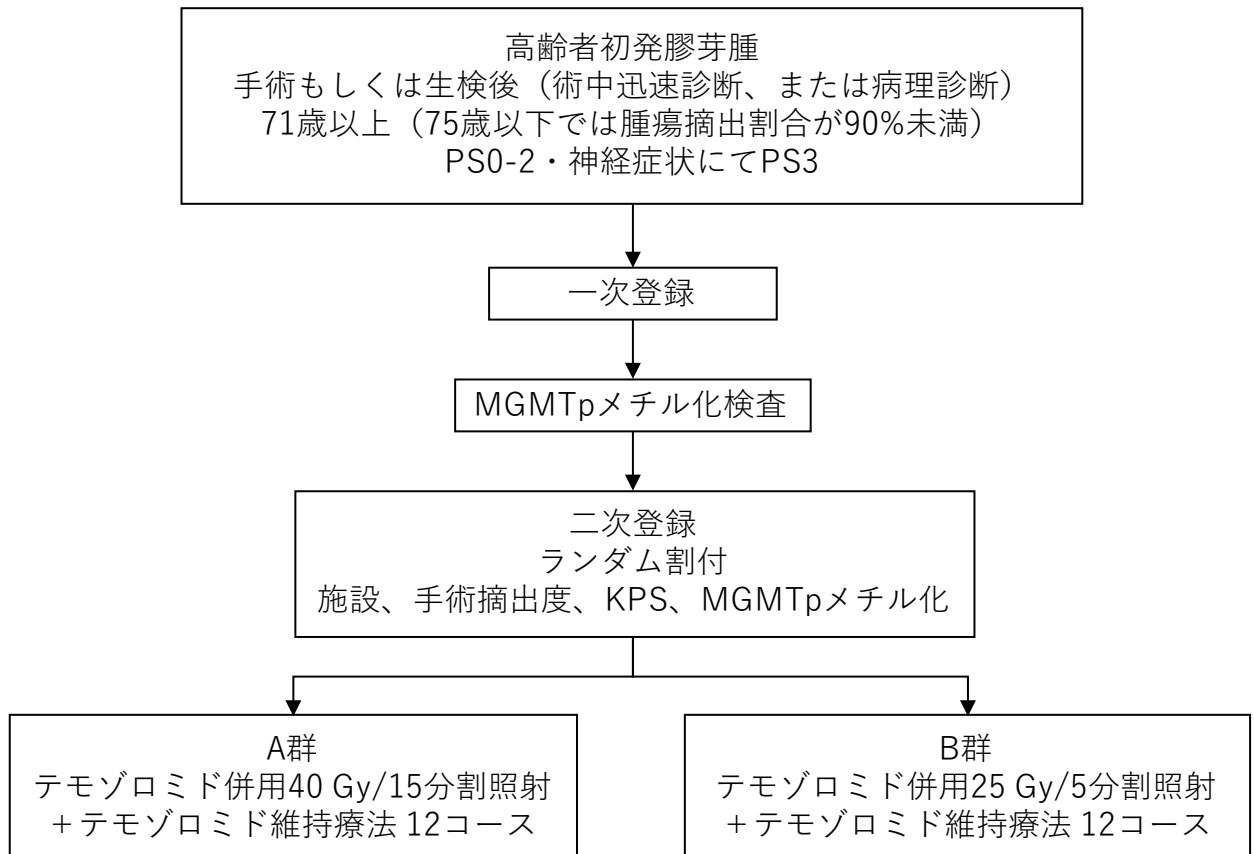 高齢者初発膠芽腫
手術もしくは生検後（術中迅速診断、または病理診断）
71歳以上（75歳以下では腫瘍摘出割合が90%未満）
PS0-2・神経症状にてPS3
一次登録
MGMTpメチル化検査
二次登録
ランダム割付
施設、手術摘出度、KPS、MGMTpメチル化
A群
テモゾロミド併用40 Gy/15分割照射
＋テモゾロミド維持療法 12コース
B群
テモゾロミド併用25 Gy/5分割照射
＋テモゾロミド維持療法 12コース